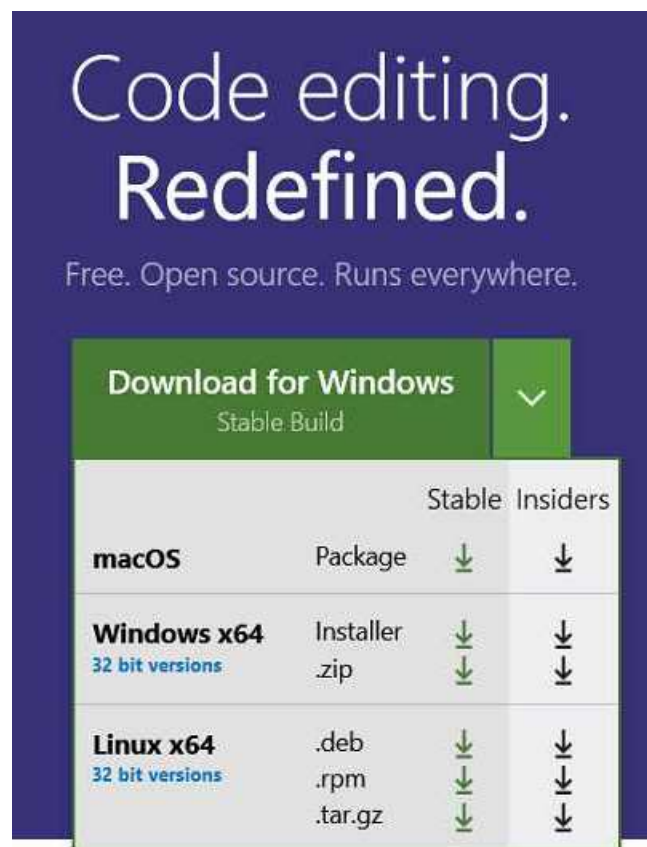 Code editing.
Redefined.
Free. Open source. Runs everywhere.
Download for Windows
Stable Build
Stable Insiders
macOS Package
Windows x64 Installer
32 bit versions .zip
Linux x64 .deb
32 bit versions .rpm
.tar.gz